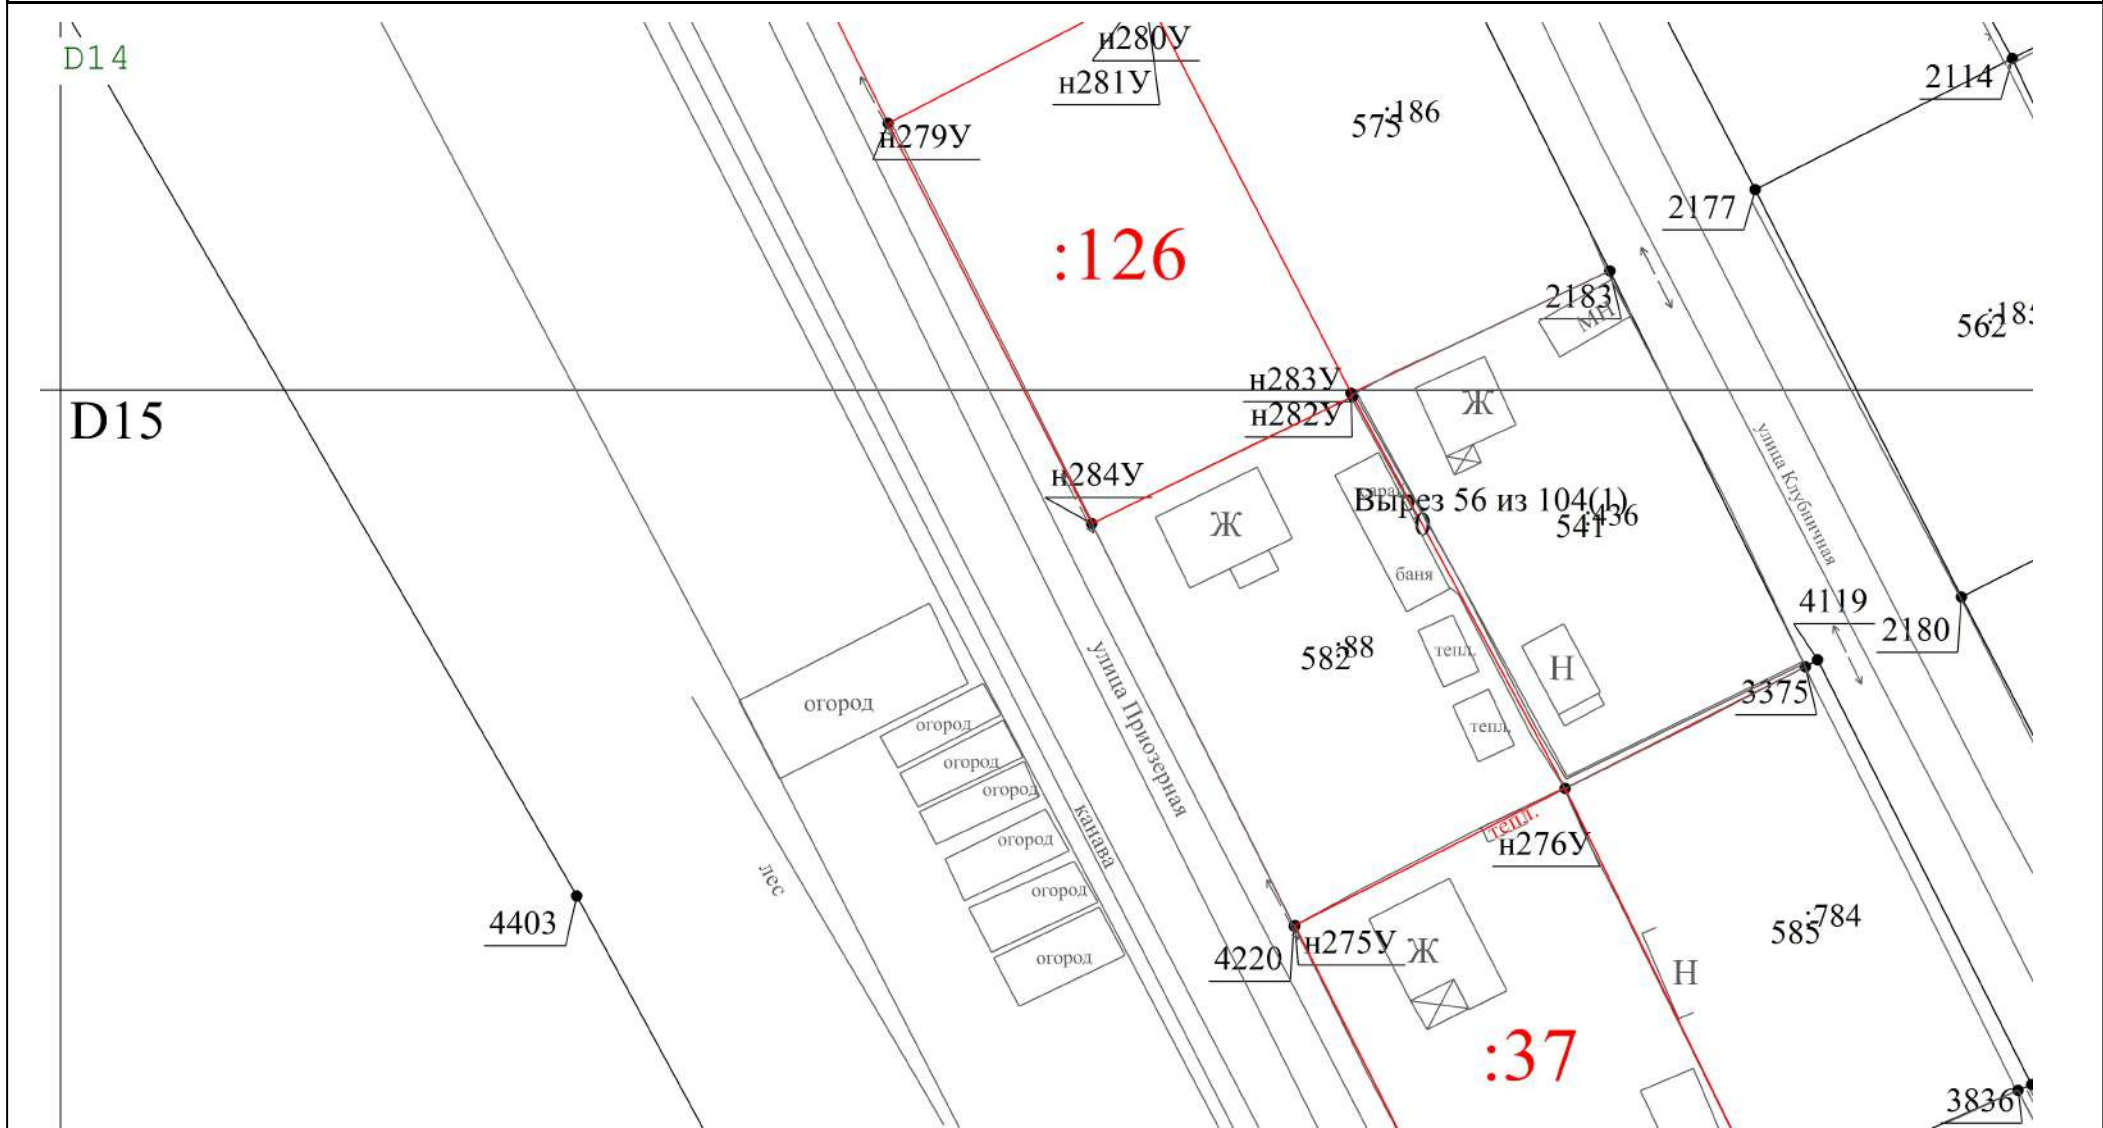 D14
н280У
н281У
2114
:186
575
н279У
2177
:126
2183
МН
:185
562
D15
н283У
н282У
Ж
улица Клубничная
н284У
Вырез 56 из 104(1)
0
:436
541
Ж
баня
4119
2180
тепл.
:88
582
Н
3375
улица Приозерная
огород
огород
тепл.
огород
огород
тепл.
огород
канава
н276У
лес
огород
4403
:784
585
н275У
4220
Ж
огород
Н
:37
3836